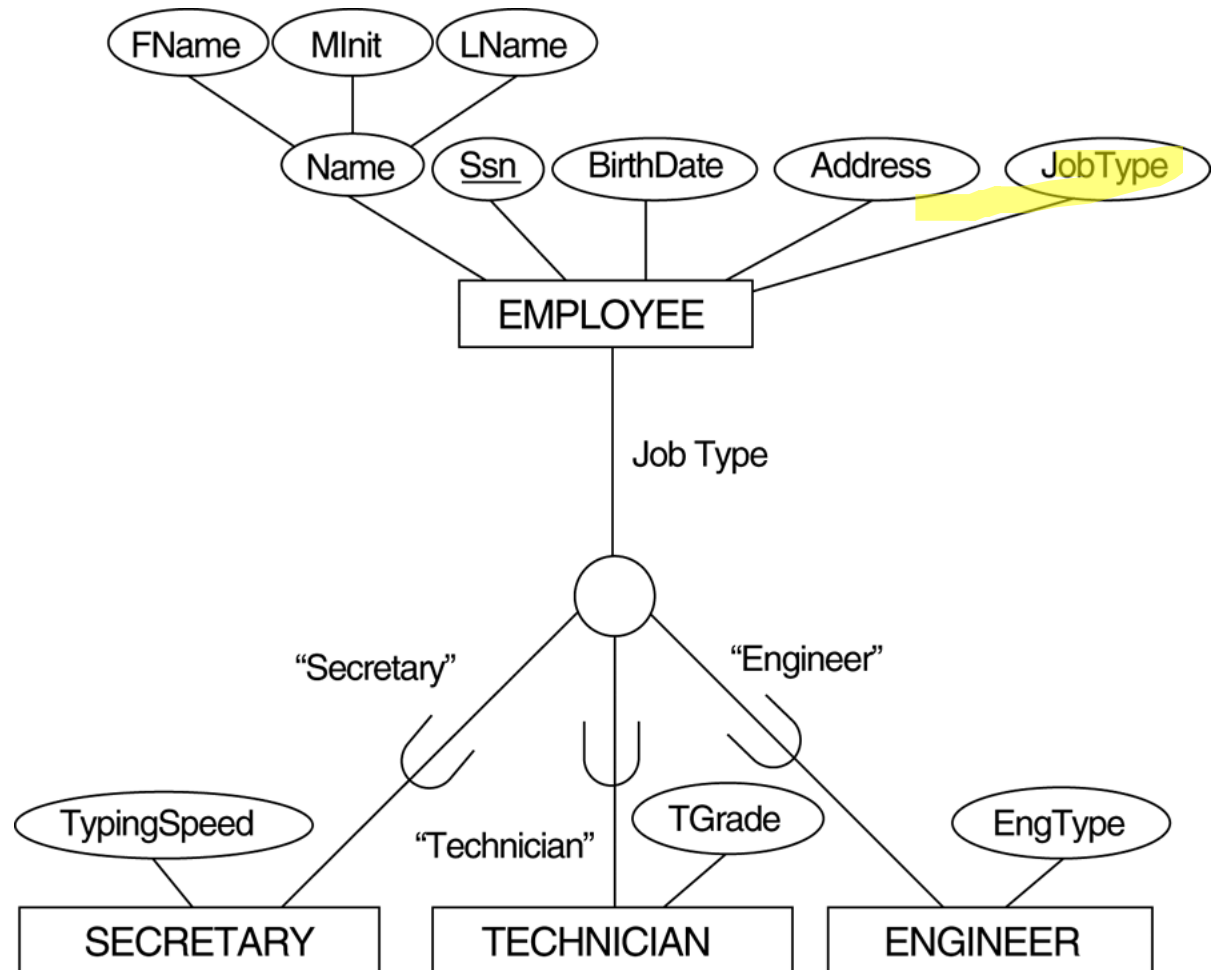 FName MInit LName
Name Ssn BirthDate Address JobType
EMPLOYEE
Job Type
“Secretary” “Engineer”
TypingSpeed “Technician” TGrade EngType
SECRETARY TECHNICIAN ENGINEER